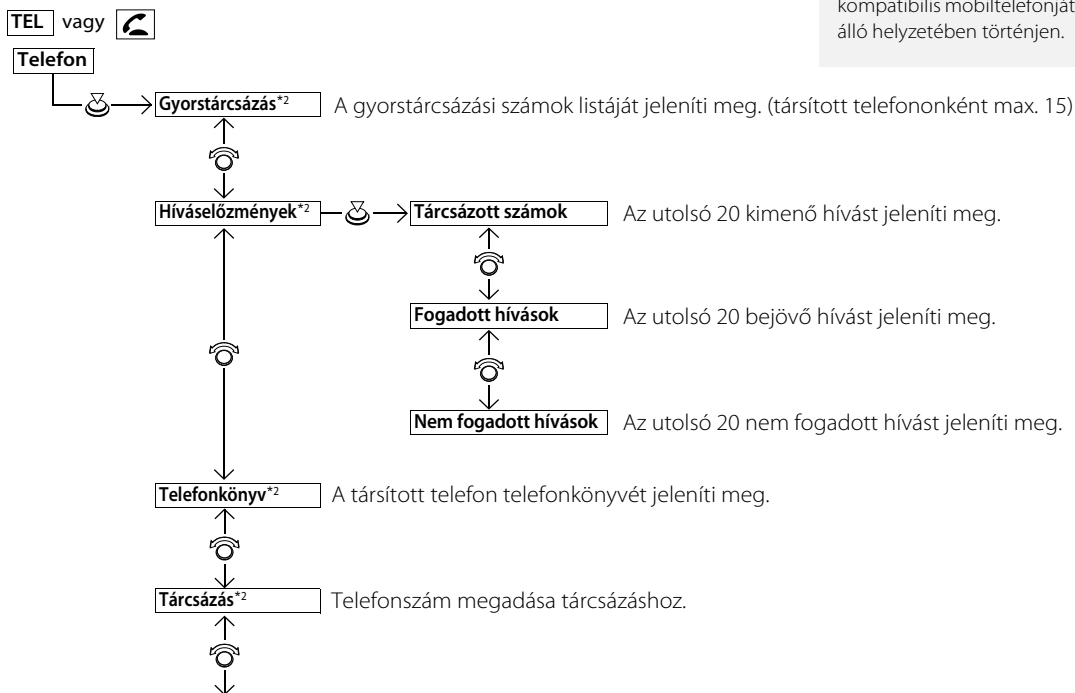 kompatibilis mobiltelefonját
álló helyzetében történjen.
TEL vagy
Telefon
Gyorstárcsázás*2 A gyorstárcsázási számok listáját jeleníti meg. (társított telefononként max. 15)
Híváselőzmények*2 Tárcsázott számok Az utolsó 20 kimenő hívást jeleníti meg.
Fogadott hívások Az utolsó 20 bejövő hívást jeleníti meg.
Nem fogadott hívások Az utolsó 20 nem fogadott hívást jeleníti meg.
Telefonkönyv*2 A társított telefon telefonkönyvét jeleníti meg.
Tárcsázás*2 Telefonszám megadása tárcsázáshoz.